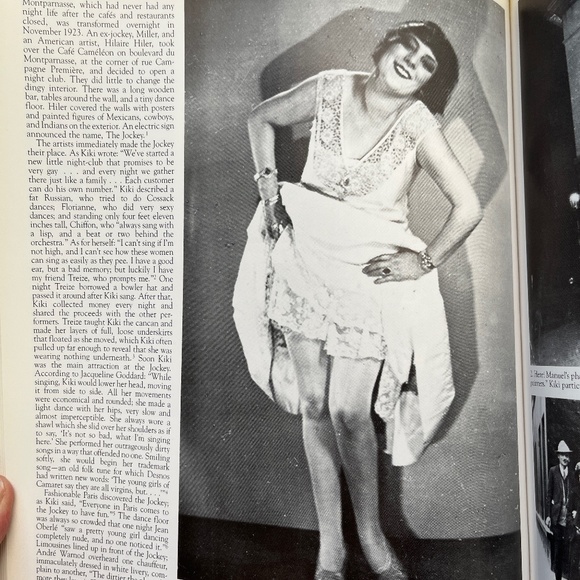 Montparnasse, which had never had any
night life after the cafés and restaurants
closed, was transformed overnight in
November 1923. An ex-jockey, Miller, and
an American artist, Hilaire Hiler, took
over the Café Caméléon on boulevard du
Montparnasse, at the corner of rue Cam-
pagne Première, and decided to open a
night club. They did little to change the
dingy interior. There was a long wooden
bar, tables around the wall, and a tiny dance
floor. Hiler covered the walls with posters
and painted figures of Mexicans, cowboys,
and Indians on the exterior. An electric sign
announced the name, The Jockey.¹
The artists immediately made the Jockey
their place. As Kiki wrote: "We've started a
new little night-club that promises to be
very gay . . . and every night we gather
there just like a family . . . Each customer
can do his own number." Kiki described a
fat Russian, who tried to do Cossack
dances; Florianne, who did very sexy
dances; and standing only four feet eleven
inches tall, Chiffon, who "always sang with
a lisp, and a beat or two behind the
orchestra." As for herself: "I can't sing if I'm
not high, and I can't see how these women
can sing as easily as they pee. I have a good
ear, but a bad memory; but luckily I have
my friend Treize, who prompts me."² One
night Treize borrowed a bowler hat and
passed it around after Kiki sang. After that,
Kiki collected money every night and
shared the proceeds with the other per-
formers. Treize taught Kiki the cancan and
made her layers of full, loose underskirts
that floated as she moved, which Kiki often
pulled up far enough to reveal that she was
wearing nothing underneath.³ Soon Kiki
was the main attraction at the Jockey.
According to Jacqueline Goddard, "While
singing, Kiki would lower her head, moving
it from side to side. All her movements
were economical and rounded; she made a
light dance with her hips, very slow and
almost imperceptible. She always wore a
shawl which she slid over her shoulders as if
to say, 'It's not so bad, what I'm singing
here.' She performed her outrageously dirty
songs in a way that offended no one. Smiling
softly, she would begin her trademark
song—an old folk tune for which Desnos
had written new words: 'The young girls of
Camaret say they are all virgins, but. . . .'"⁴
Fashionable Paris discovered the Jockey;
as Kiki said, "Everyone in Paris comes to
the Jockey to have fun."⁵ The dance floor
was always so crowded that one night Jean
Oberlé "saw a pretty young girl dancing
completely nude, and no one noticed it."⁶
Limousines lined up in front of the Jockey;
André Warnod overheard one chauffeur,
immaculately dressed in white livery, com-
plain to another, "The dirtier the
more they
Here: Manuel's ph
Kiki partic